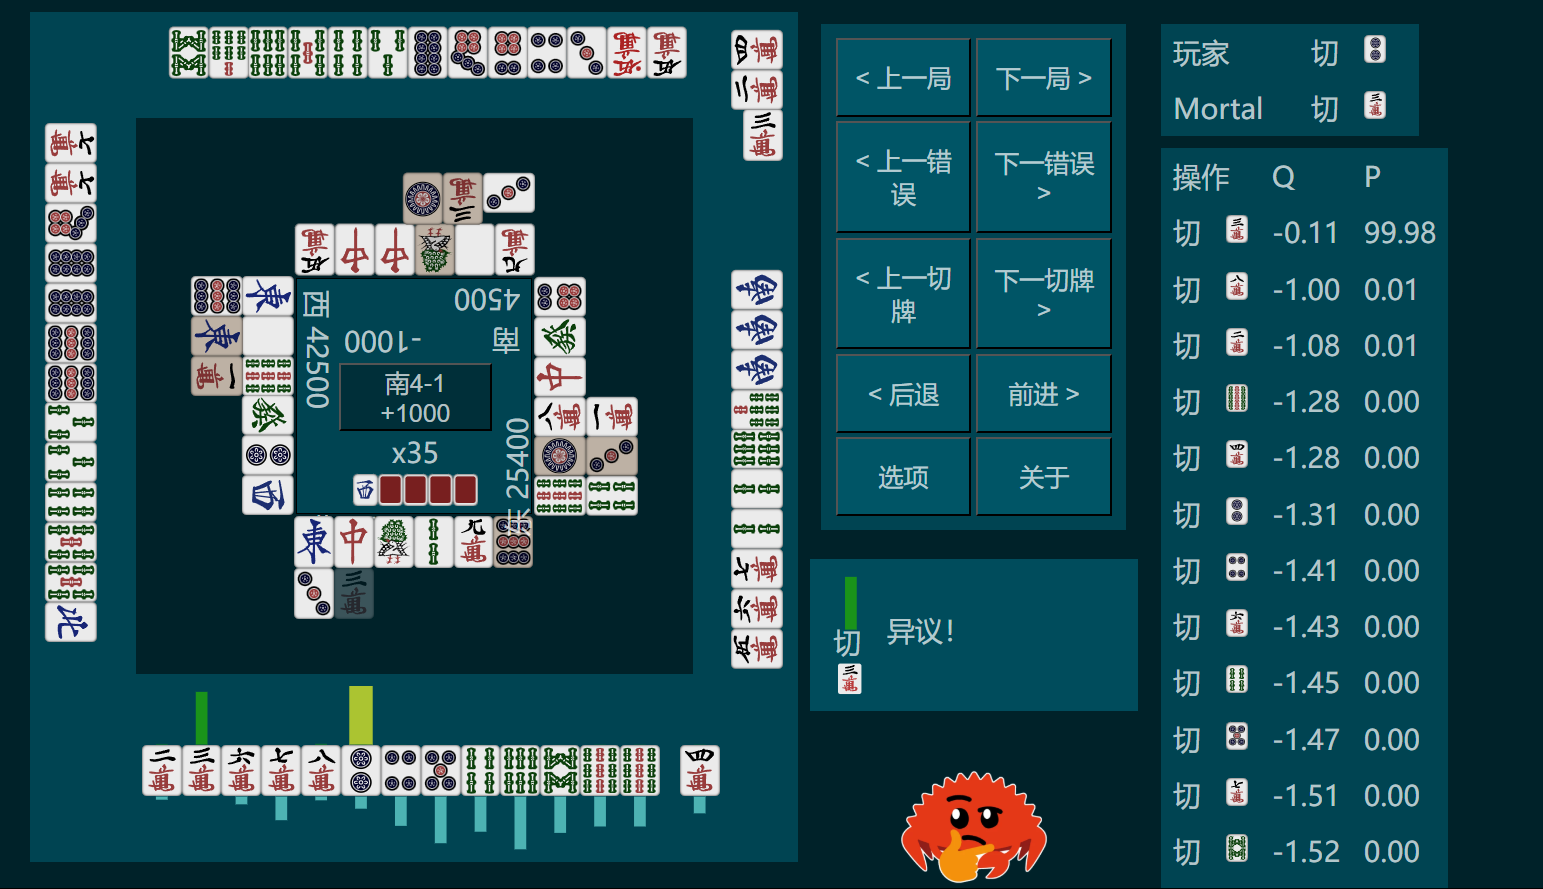 西 42500
4500
南
-1000
南4-1
+1000
x35
25400
< 上一局
下一局 >
< 上一错
误
下一错误
>
< 上一切
牌
下一切牌
>
< 后退
前进 >
选项
关于
切
异议！
玩家 切
Mortal 切
操作 Q P
切 -0.11 99.98
切 -1.00 0.01
切 -1.08 0.01
切 -1.28 0.00
切 -1.28 0.00
切 -1.31 0.00
切 -1.41 0.00
切 -1.43 0.00
切 -1.45 0.00
切 -1.47 0.00
切 -1.51 0.00
切 -1.52 0.00